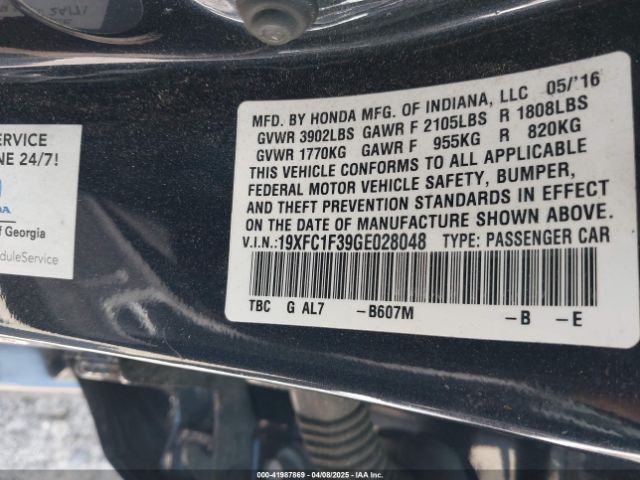 MFD. BY HONDA MFG. OF INDIANA, LLC 05/'16
GVWR 3902LBS GAWR F 2105LBS R 1808LBS
GVWR 1770KG GAWR F 955KG R 820KG
THIS VEHICLE CONFORMS TO ALL APPLICABLE
FEDERAL MOTOR VEHICLE SAFETY, BUMPER,
AND THEFT PREVENTION STANDARDS IN EFFECT
ON THE DATE OF MANUFACTURE SHOWN ABOVE.
V.I.N.:19XFC1F39GE028048 TYPE: PASSENGER CAR
TBC G AL7 -B607M -B -E
SERVICE
24/7!
of Georgia
000-41987869 | 04/08/2025 | IAA Inc.